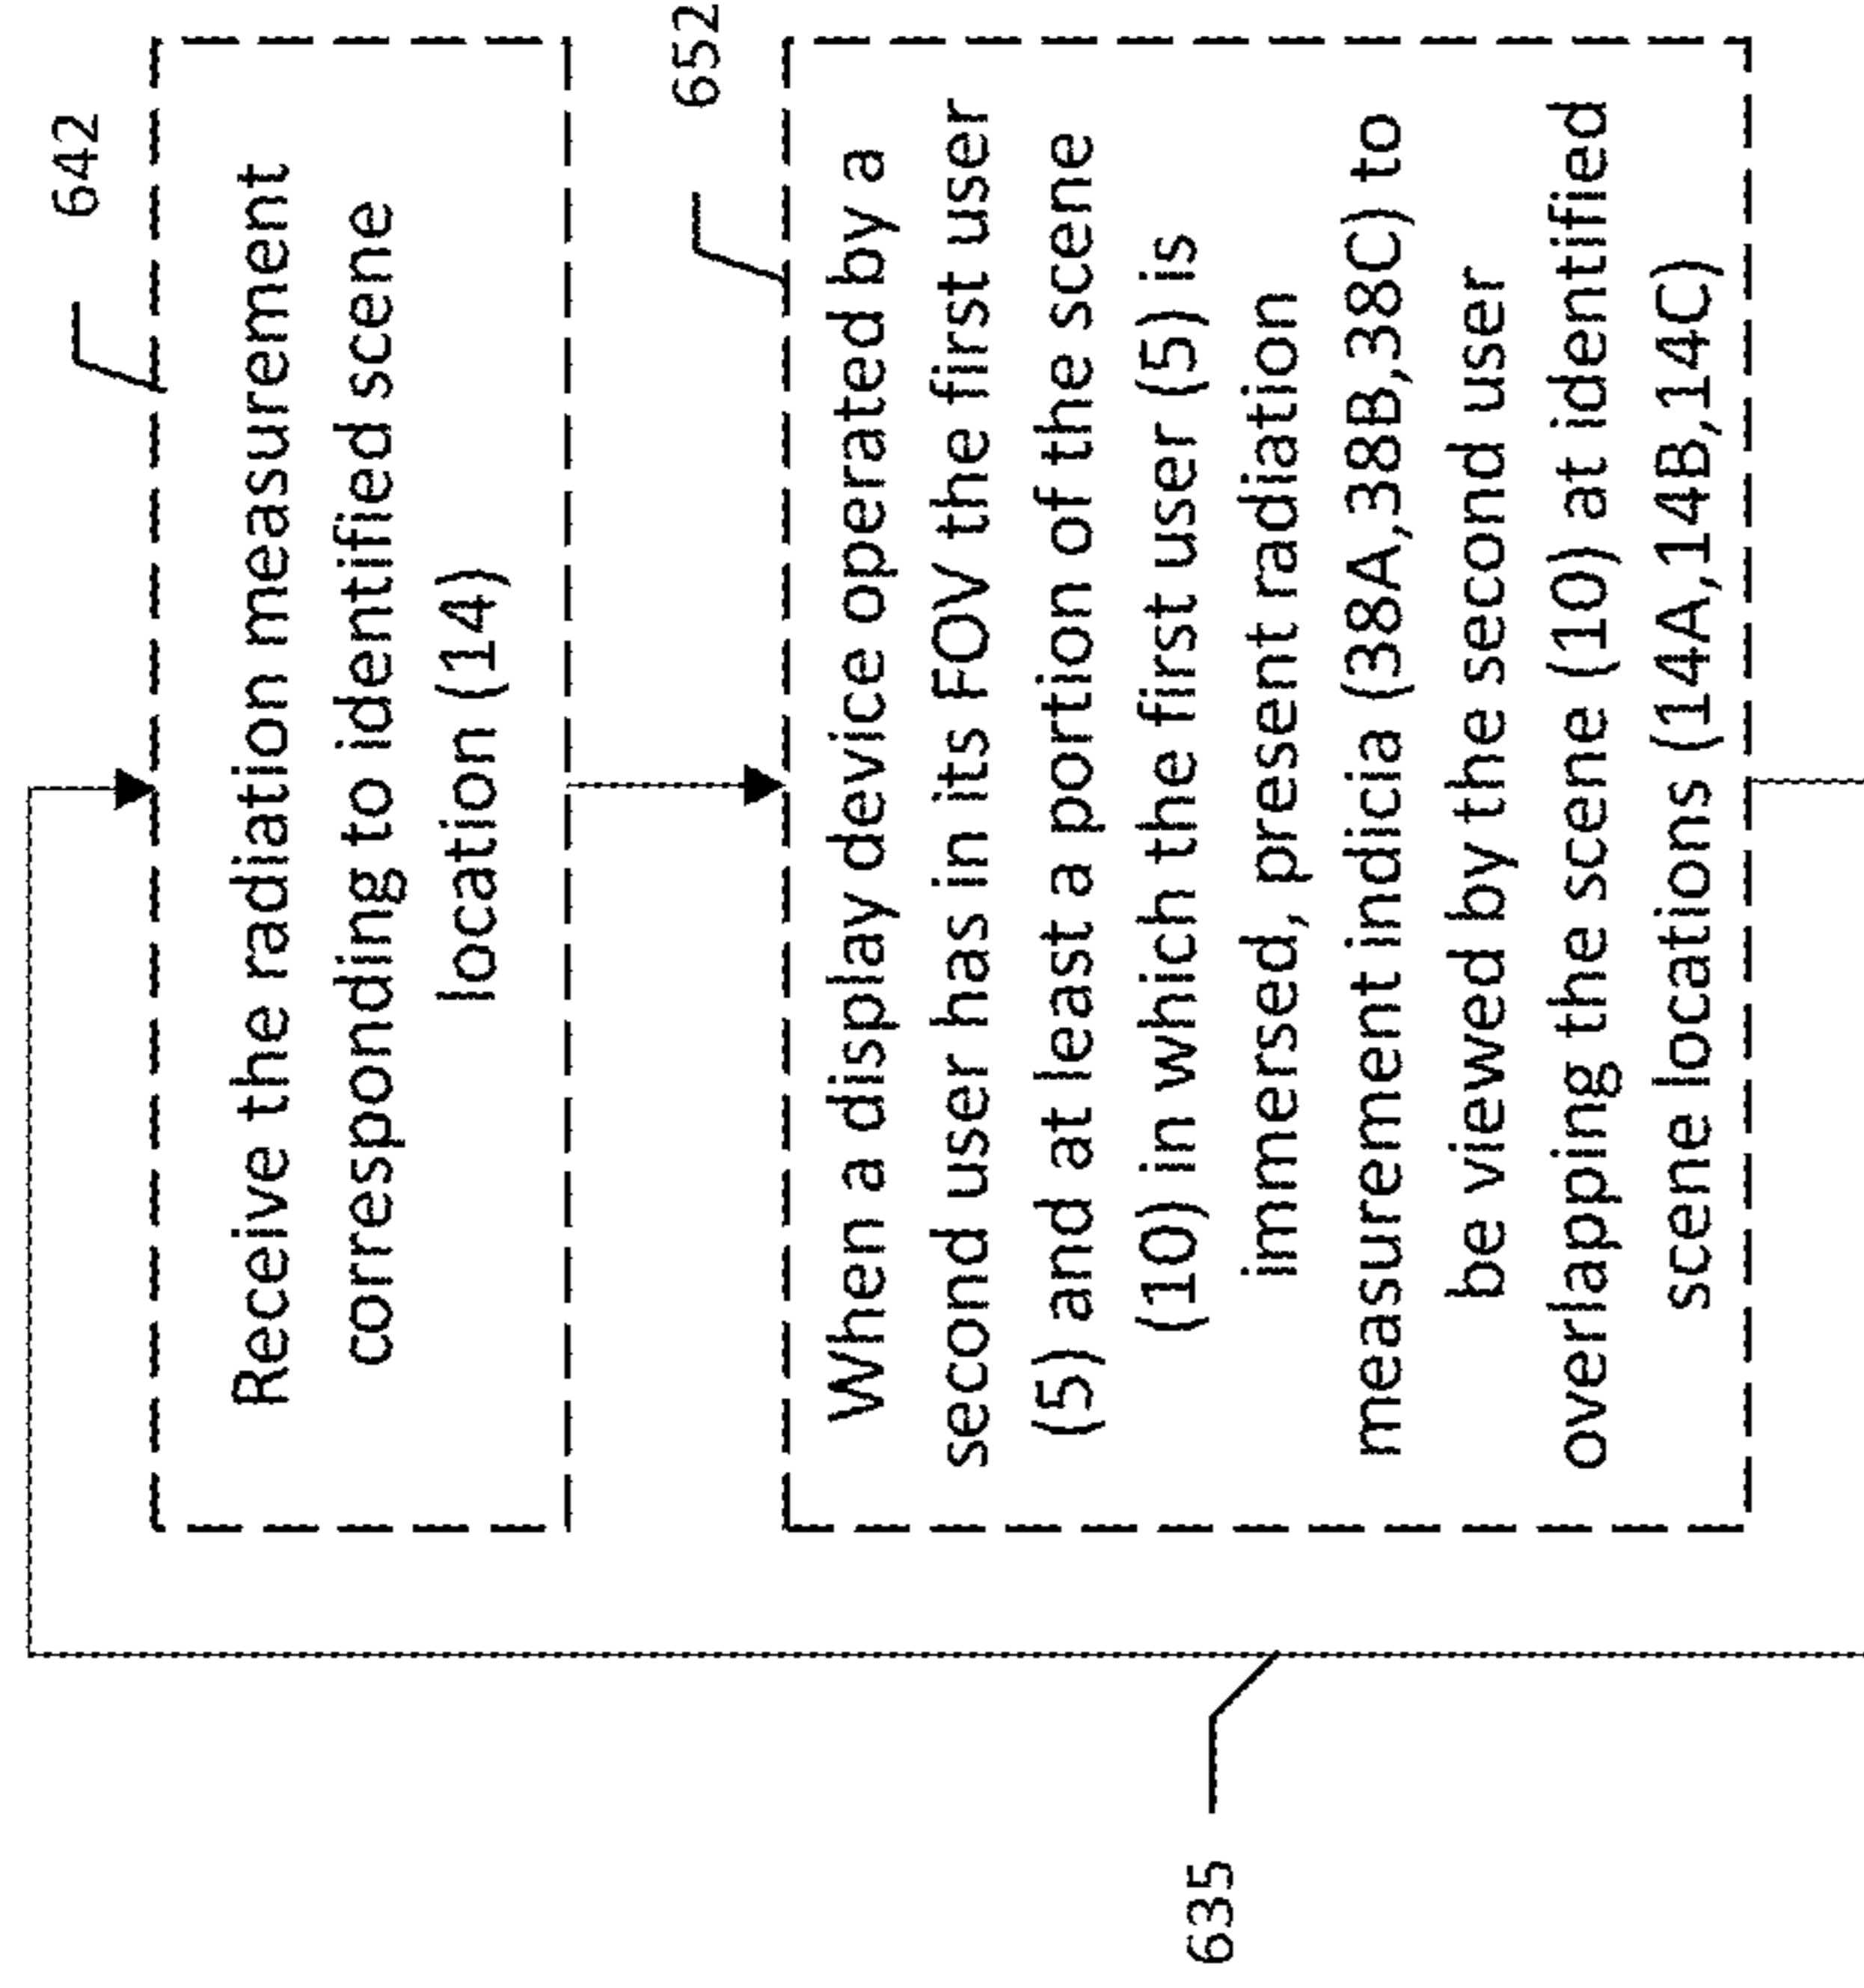 642
Receive the radiation measurement
corresponding to identified scene
location (14)
652
When a display device operated by a
second user has in its FOV the first user
(5) and at least a portion of the scene
(10) in which the first user (5) is
immersed, present radiation
measurement indicia (38A,38B,38C) to
be viewed by the second user
overlapping the scene (10) at identified
scene locations (14A,14B,14C)
635